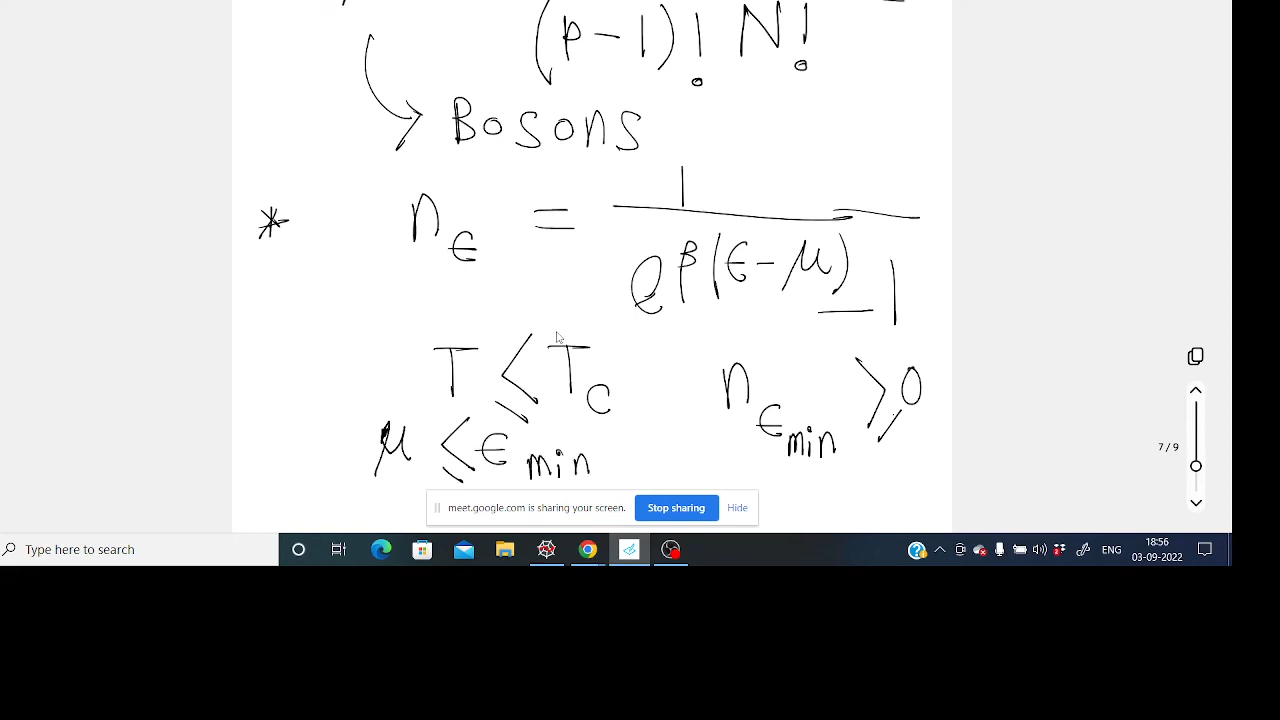 (p-1)! N!
Bosons
* n_ε = 1 / e^β(ε-μ) - 1
T ≤ T_c
n_ε_min ≥ 0
μ ≤ ε_min
7 / 9
meet.google.com is sharing your screen. Stop sharing Hide
Type here to search
ENG
18:56
03-09-2022